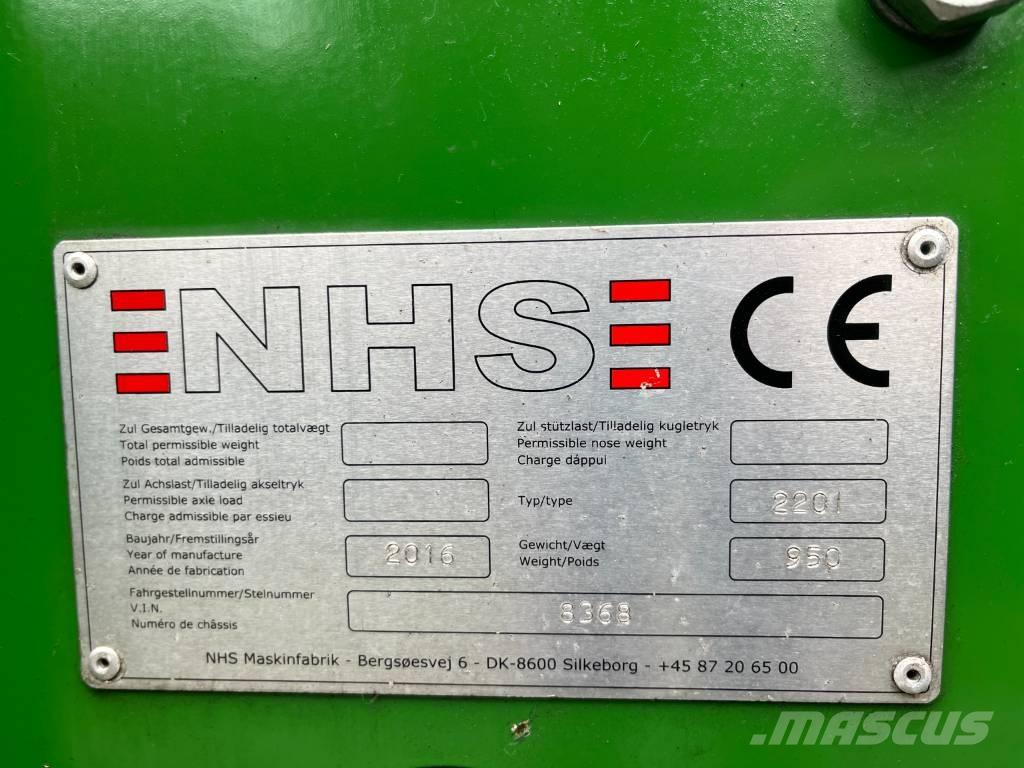 NHS CE
Zul Gesamtgew./Tilladelig totalvægt
Total permissible weight
Poids total admissible
Zul stützlast/Tilladelig kugletryk
Permissible nose weight
Charge dáppui
Zul Achslast/Tilladelig akseltryk
Permissible axle load
Charge admissible par essieu
Typ/type 2201
Baujahr/Fremstillingsår
Year of manufacture 2016
Année de fabrication
Gewicht/Vægt
Weight/Poids 950
Fahrgestellnummer/Stelnummer
V.I.N. 8368
Numéro de châssis
NHS Maskinfabrik - Bergsøesvej 6 - DK-8600 Silkeborg - +45 87 20 65 00
MASCUS